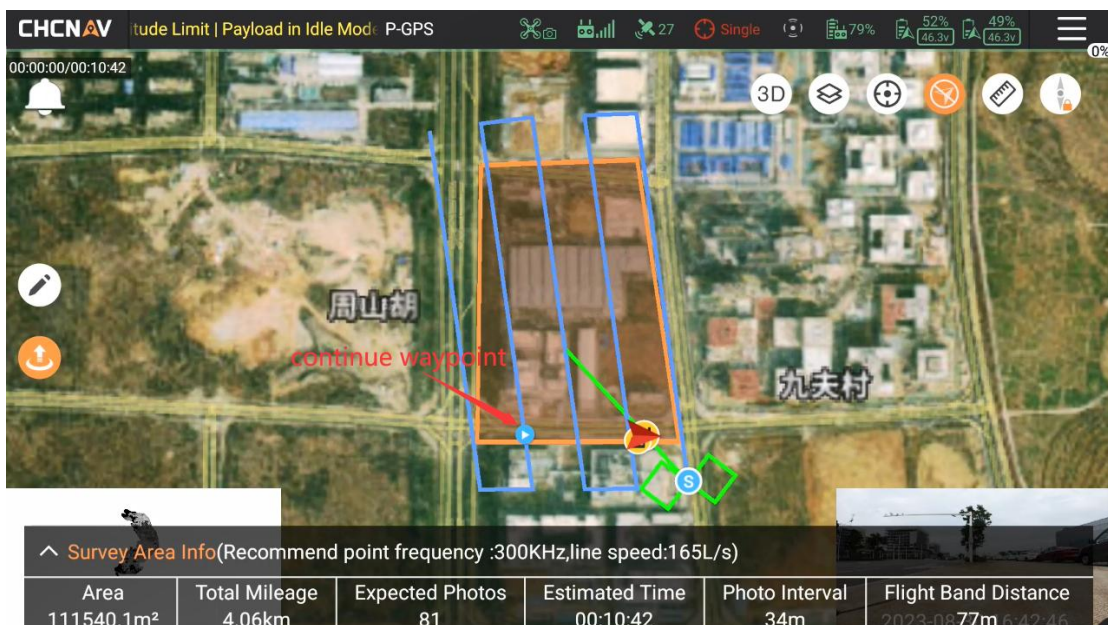 CHCNAV itude Limit | Payload in Idle Mode P-GPS 27 Single 79% 52% 46.3v 49% 46.3v
0%
00:00:00/00:10:42
3D
周山胡
continue waypoint
九夫村
S
Survey Area Info(Recommend point frequency :300KHz,line speed:165L/s)
Area Total Mileage Expected Photos Estimated Time Photo Interval Flight Band Distance
111540.1m² 4.06km 81 00:10:42 34m 77m